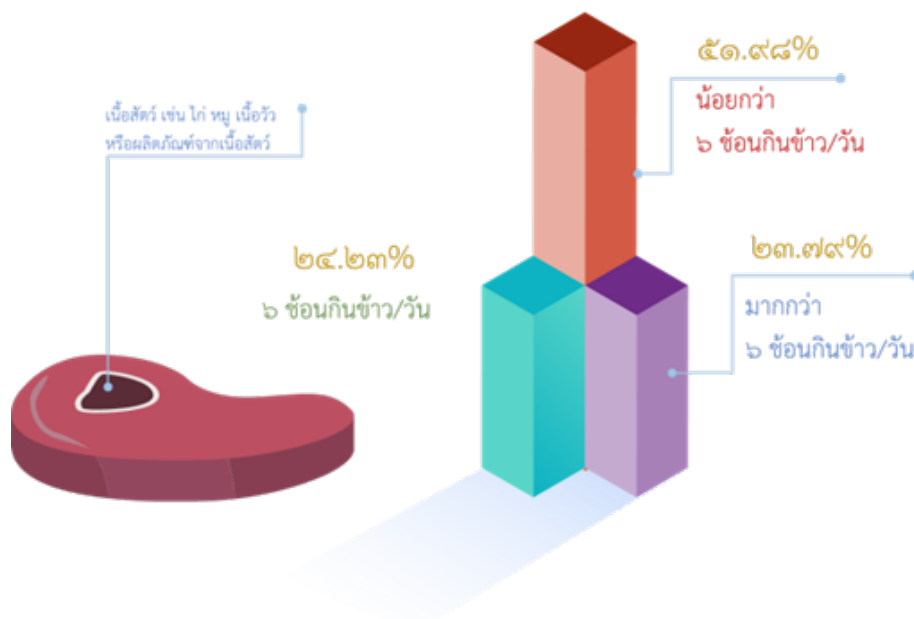 เนื้อสัตว์ เช่น ไก่ หมู เนื้อวัว
หรือผลิตภัณฑ์จากเนื้อสัตว์
๕๑.๙๘%
น้อยกว่า
๖ ช้อนกินข้าว/วัน
๒๔.๒๓%
๖ ช้อนกินข้าว/วัน
๒๓.๗๙%
มากกว่า
๖ ช้อนกินข้าว/วัน